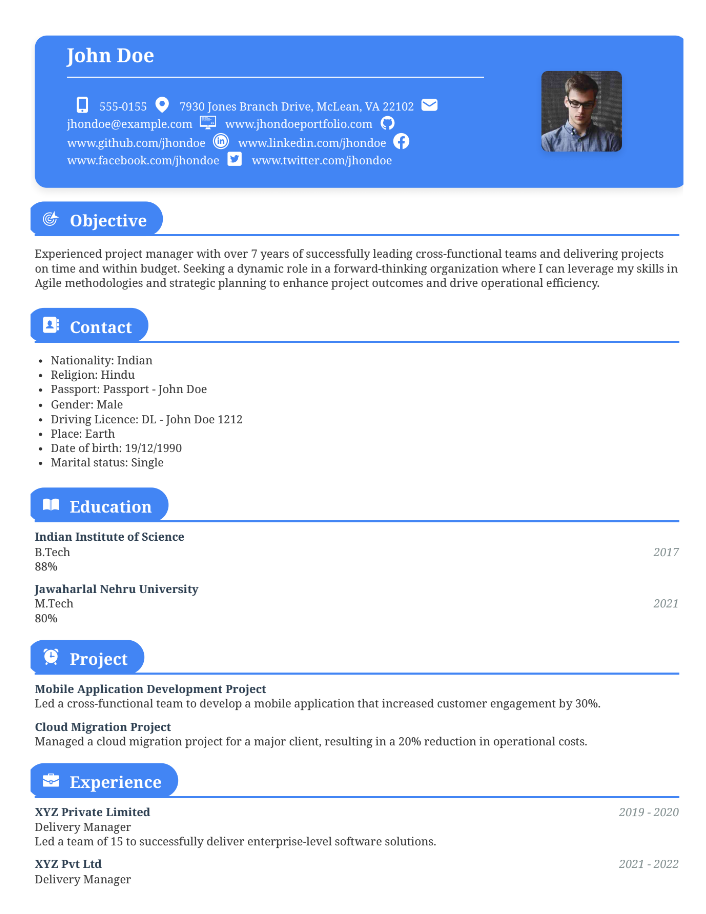 John Doe
555-0155 7930 Jones Branch Drive, McLean, VA 22102
jhondoe@example.com www.jhondoeportfolio.com
www.github.com/jhondoe www.linkedin.com/jhondoe
www.facebook.com/jhondoe www.twitter.com/jhondoe
Objective
Experienced project manager with over 7 years of successfully leading cross-functional teams and delivering projects
on time and within budget. Seeking a dynamic role in a forward-thinking organization where I can leverage my skills in
Agile methodologies and strategic planning to enhance project outcomes and drive operational efficiency.
Contact
• Nationality: Indian
• Religion: Hindu
• Passport: Passport - John Doe
• Gender: Male
• Driving Licence: DL - John Doe 1212
• Place: Earth
• Date of birth: 19/12/1990
• Marital status: Single
Education
Indian Institute of Science
B.Tech 2017
88%
Jawaharlal Nehru University
M.Tech 2021
80%
Project
Mobile Application Development Project
Led a cross-functional team to develop a mobile application that increased customer engagement by 30%.
Cloud Migration Project
Managed a cloud migration project for a major client, resulting in a 20% reduction in operational costs.
Experience
XYZ Private Limited 2019 - 2020
Delivery Manager
Led a team of 15 to successfully deliver enterprise-level software solutions.
XYZ Pvt Ltd 2021 - 2022
Delivery Manager